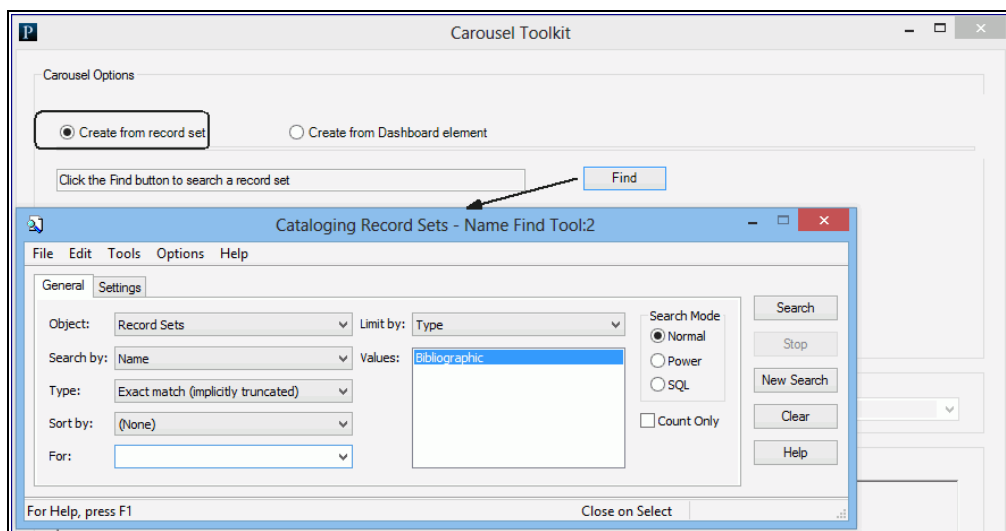 P
Carousel Toolkit
Carousel Options
Create from record set
Create from Dashboard element
Click the Find button to search a record set
Find
Cataloging Record Sets - Name Find Tool:2
File Edit Tools Options Help
General Settings
Object: Record Sets Limit by: Type
Search by: Name Values: Bibliographic
Type: Exact match (implicitly truncated)
Sort by: (None)
For:
Search Mode
Normal
Power
SQL
Count Only
Search
Stop
New Search
Clear
Help
For Help, press F1 Close on Select